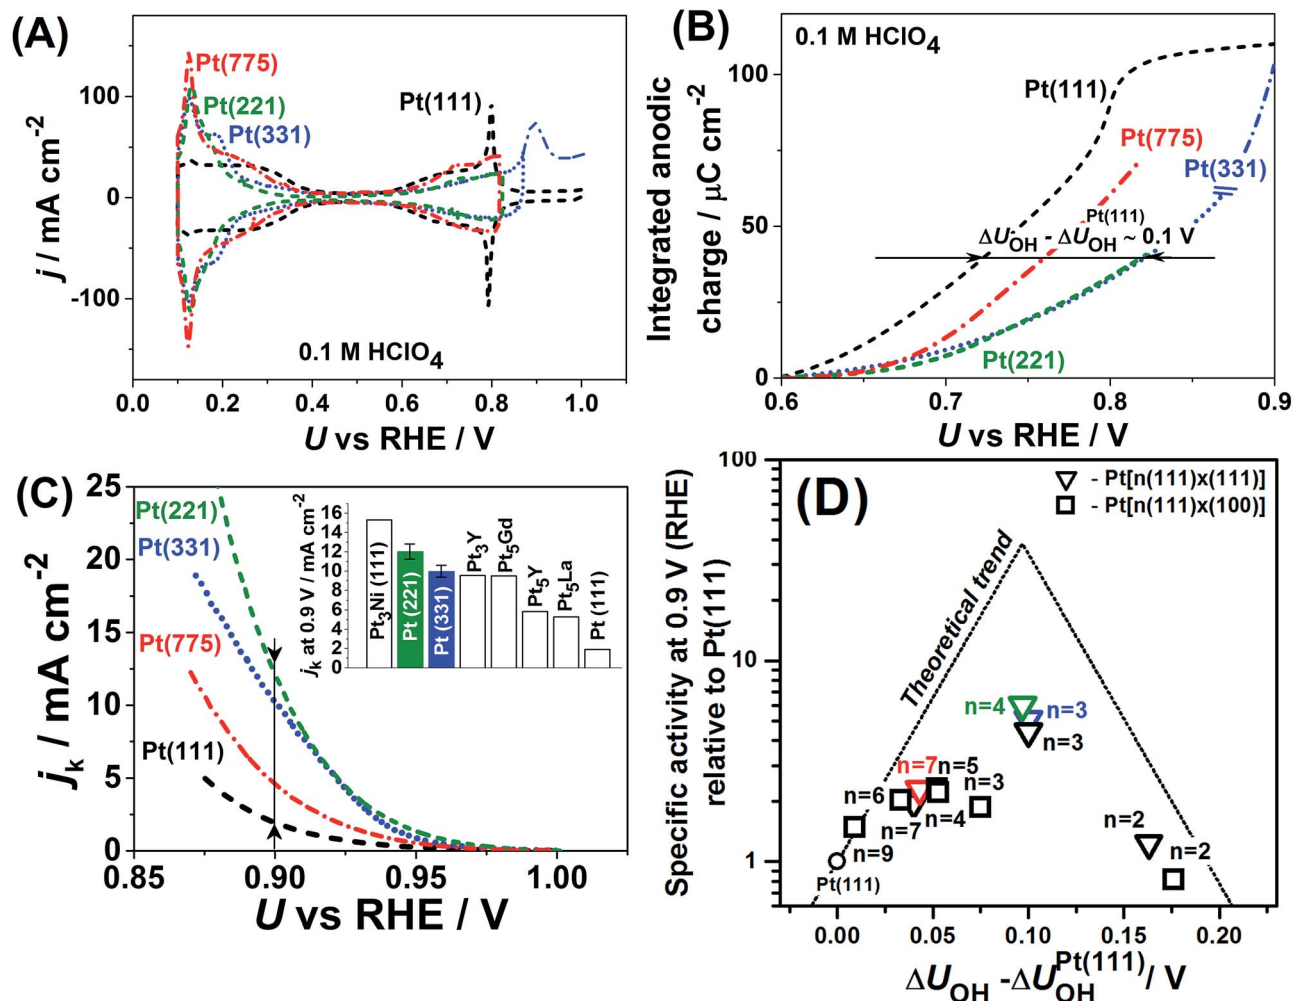 (A)
Pt(775)
Pt(221)
Pt(331)
Pt(111)
0.1 M HClO4
j / mA cm-2
100
0
-100
0.0 0.2 0.4 0.6 0.8 1.0
U vs RHE / V
(B)
0.1 M HClO4
Pt(111)
Pt(775)
Pt(331)
ΔUOH - ΔUOHPt(111) ~ 0.1 V
Pt(221)
Integrated anodic
charge / μC cm-2
100
50
0
0.6 0.7 0.8 0.9
U vs RHE / V
(C)
Pt(221)
Pt(331)
Pt(775)
Pt(111)
jk / mA cm-2
25
20
15
10
5
0
0.85 0.90 0.95 1.00
U vs RHE / V
jk at 0.9 V / mA cm-2
16
14
12
10
8
6
4
2
0
Pt3Ni (111)
Pt (221)
Pt (331)
Pt3Y
Pt5Gd
Pt5Y
Pt5La
Pt (111)
(D)
- Pt[n(111)x(111)]
- Pt[n(111)x(100)]
Theoretical trend
Specific activity at 0.9 V (RHE)
relative to Pt(111)
100
10
1
n=4
n=3
n=3
n=7
n=5
n=3
n=6
n=7
n=4
n=9
n=2
n=2
Pt(111)
0.00 0.05 0.10 0.15 0.20
ΔUOH -ΔUOHPt(111)/ V